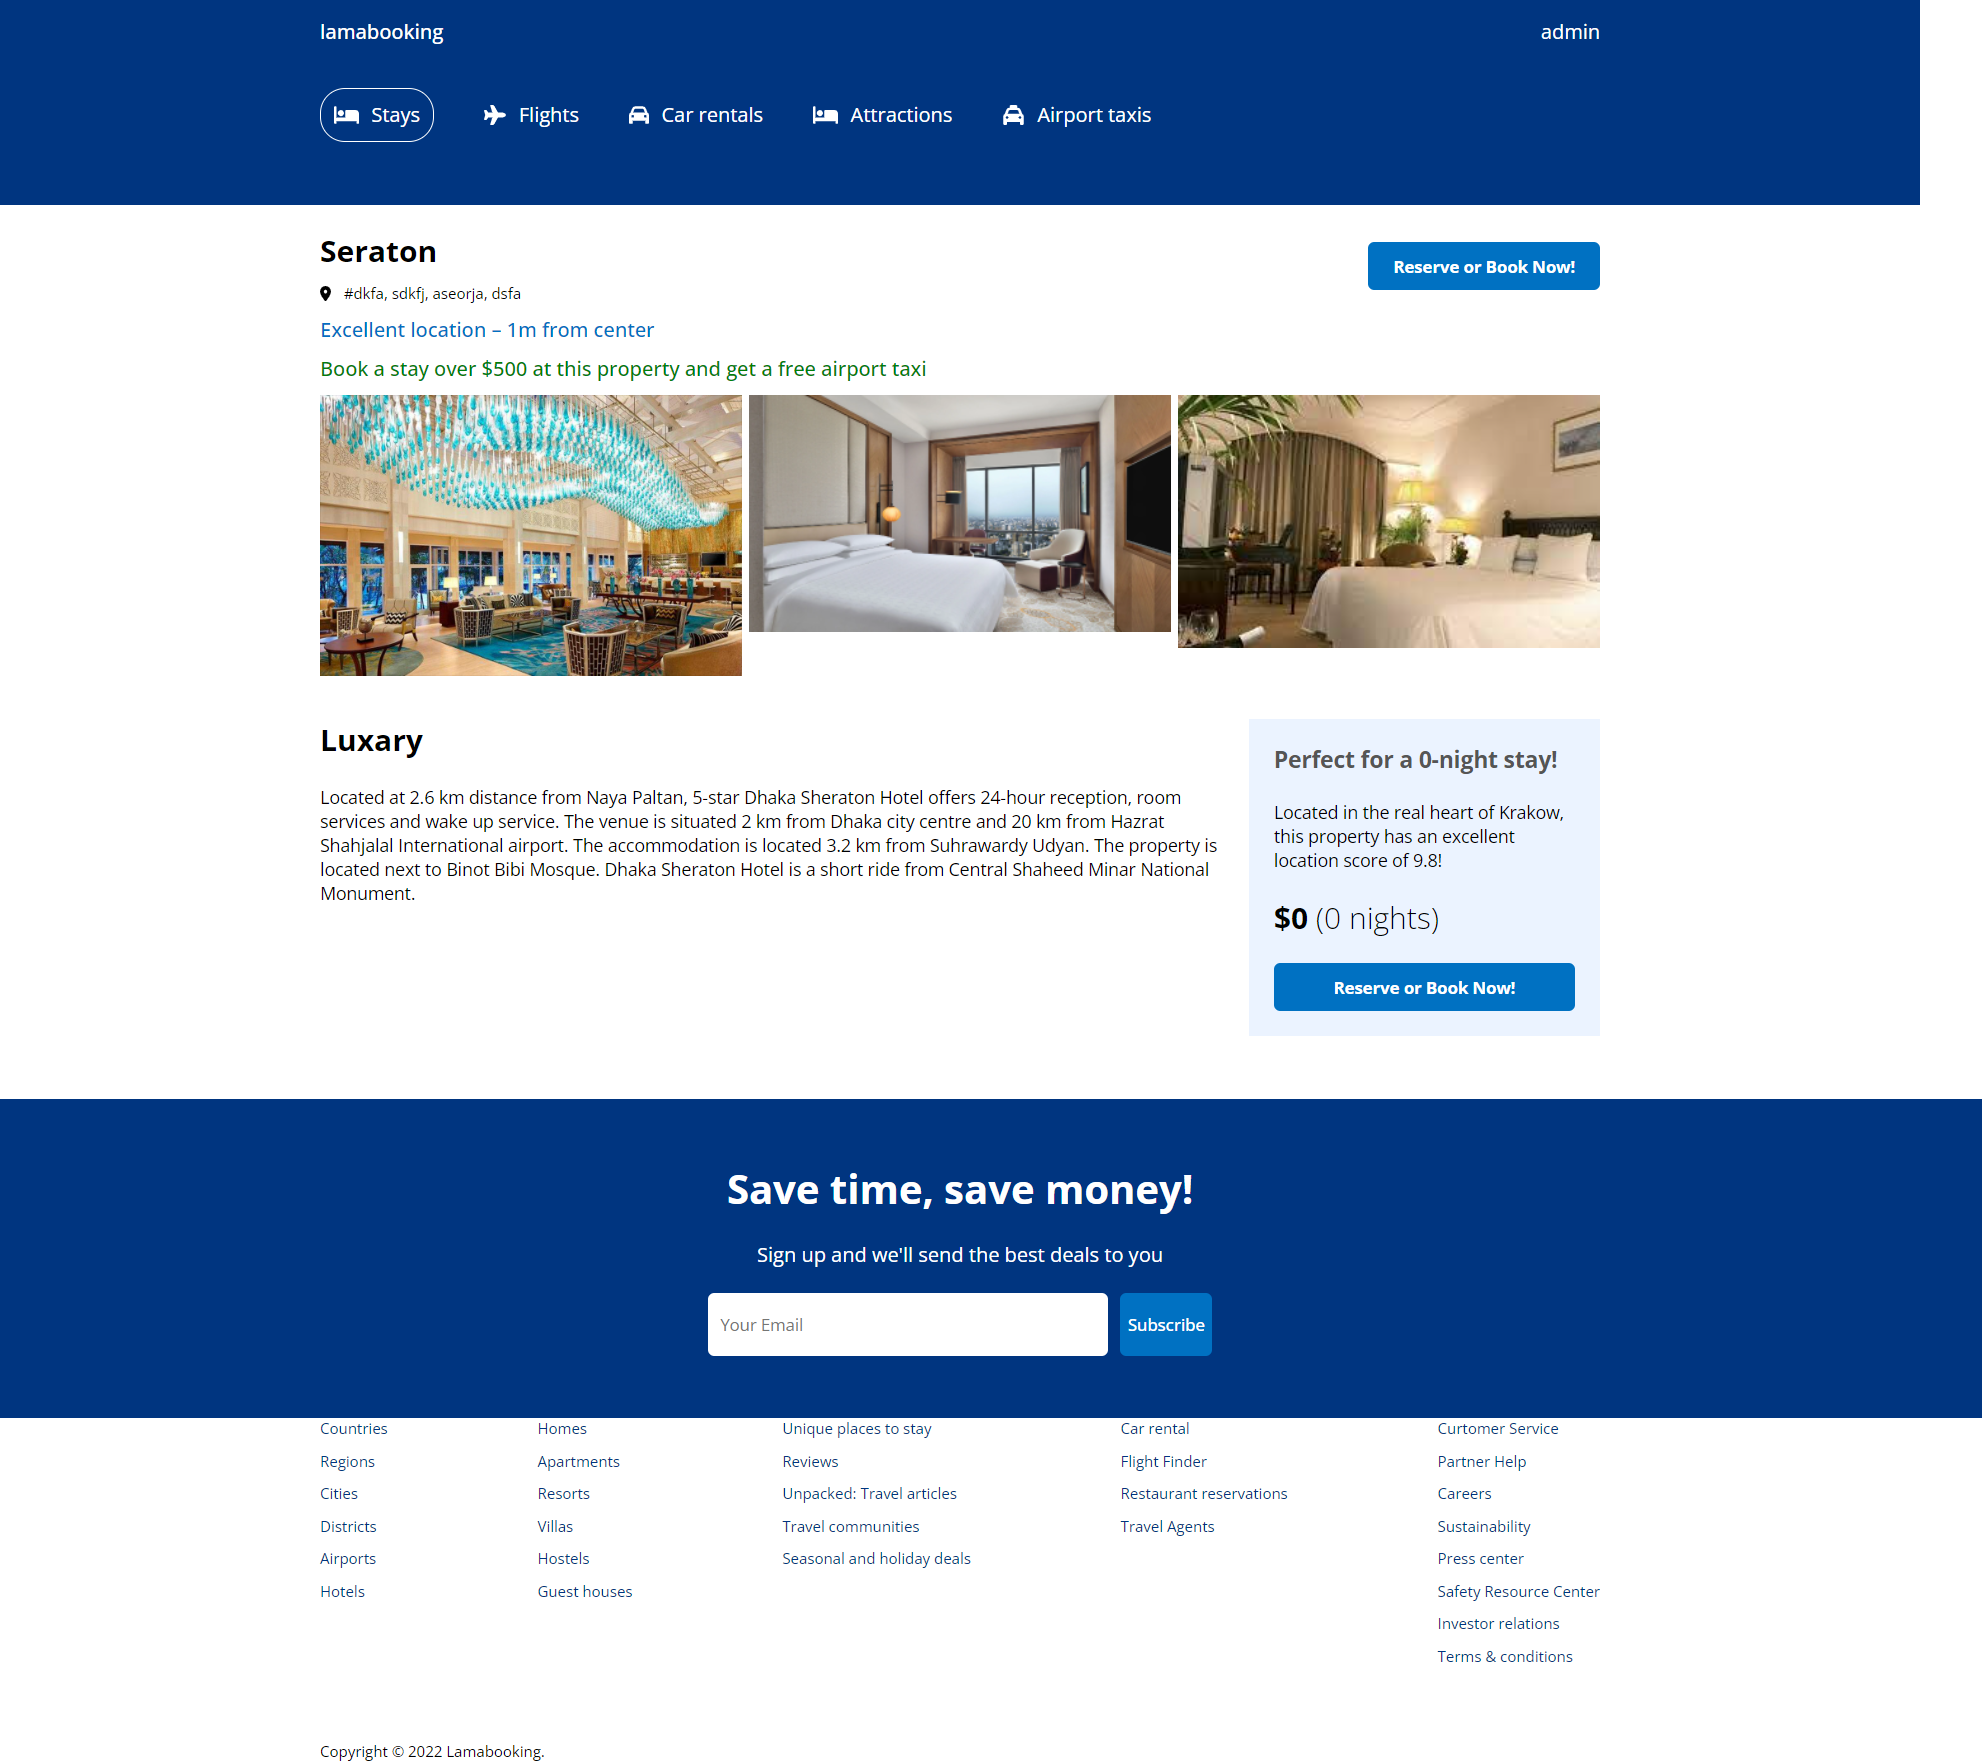 lamabooking
admin
Stays
Flights
Car rentals
Attractions
Airport taxis
Seraton
Reserve or Book Now!
#dkfa, sdkfj, aseorja, dsfa
Excellent location – 1m from center
Book a stay over $500 at this property and get a free airport taxi
Luxary
Located at 2.6 km distance from Naya Paltan, 5-star Dhaka Sheraton Hotel offers 24-hour reception, room
services and wake up service. The venue is situated 2 km from Dhaka city centre and 20 km from Hazrat
Shahjalal International airport. The accommodation is located 3.2 km from Suhrawardy Udyan. The property is
located next to Binot Bibi Mosque. Dhaka Sheraton Hotel is a short ride from Central Shaheed Minar National
Monument.
Perfect for a 0-night stay!
Located in the real heart of Krakow,
this property has an excellent
location score of 9.8!
$0 (0 nights)
Reserve or Book Now!
Save time, save money!
Sign up and we'll send the best deals to you
Your Email
Subscribe
Countries
Regions
Cities
Districts
Airports
Hotels
Homes
Apartments
Resorts
Villas
Hostels
Guest houses
Unique places to stay
Reviews
Unpacked: Travel articles
Travel communities
Seasonal and holiday deals
Car rental
Flight Finder
Restaurant reservations
Travel Agents
Curtomer Service
Partner Help
Careers
Sustainability
Press center
Safety Resource Center
Investor relations
Terms & conditions
Copyright © 2022 Lamabooking.